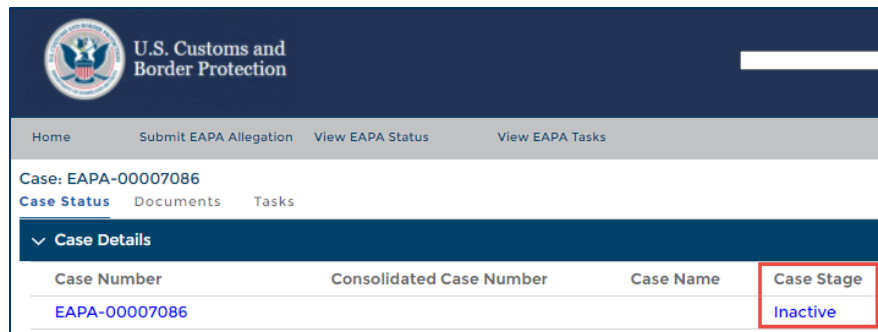 U.S. Customs and
Border Protection
Home Submit EAPA Allegation View EAPA Status View EAPA Tasks
Case: EAPA-00007086
Case Status Documents Tasks
Case Details
Case Number Consolidated Case Number Case Name Case Stage
EAPA-00007086 Inactive